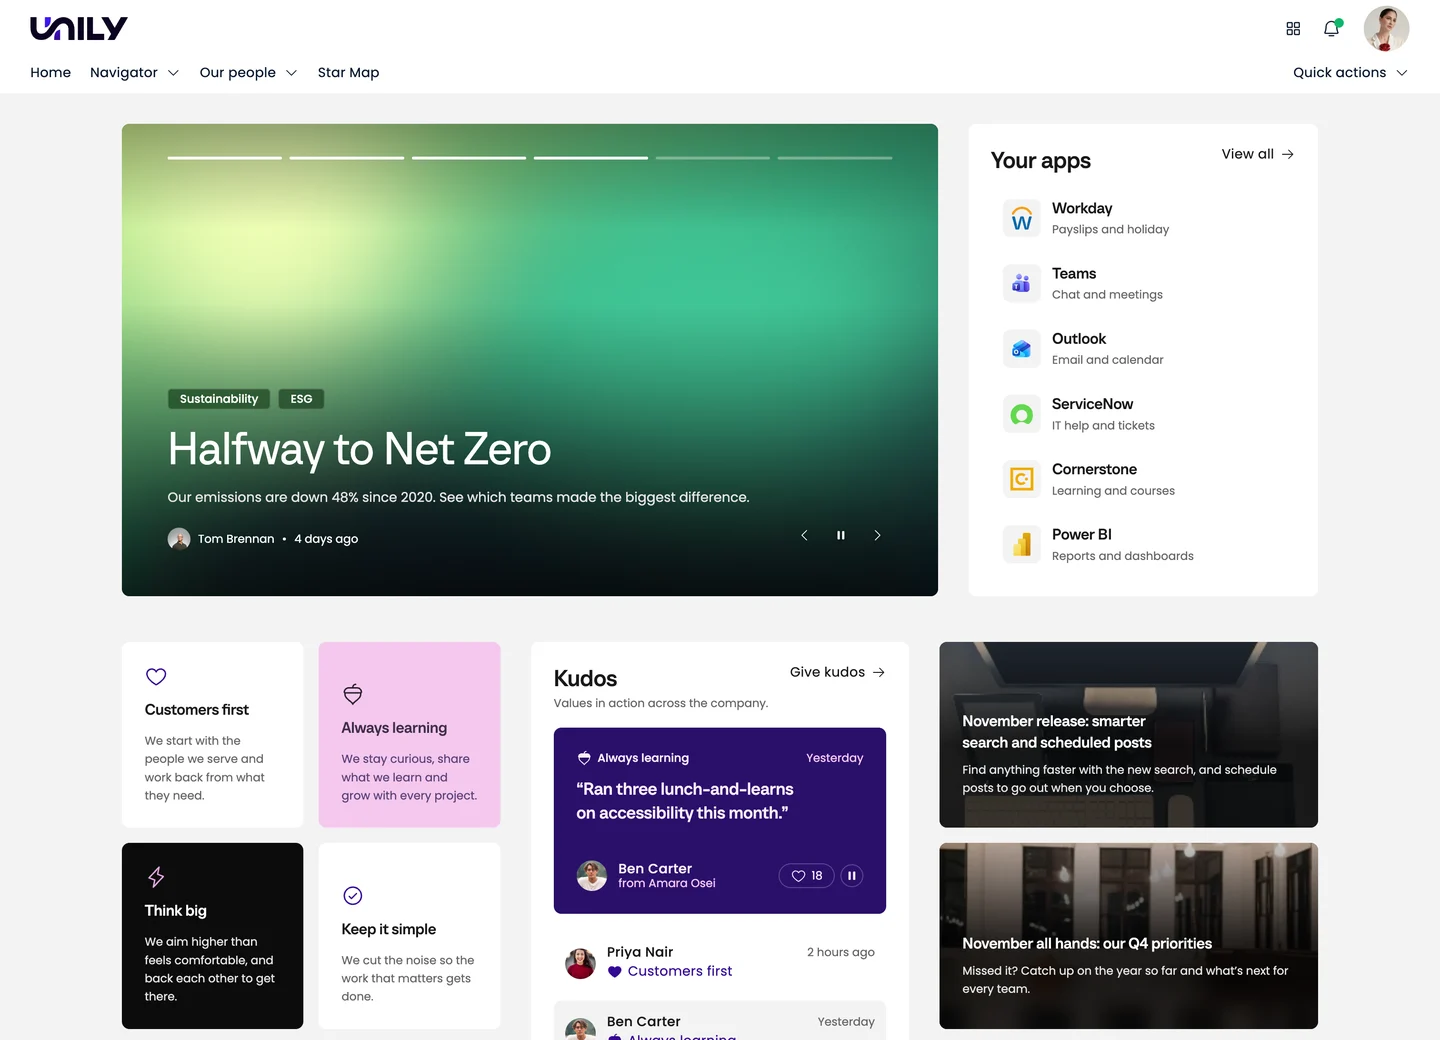 UNILY
Home
Navigator
Our people
Star Map
Quick actions
Sustainability
ESG
Halfway to Net Zero
Our emissions are down 48% since 2020. See which teams made the biggest difference.
Tom Brennan • 4 days ago
Your apps
View all
Workday
Payslips and holiday
Teams
Chat and meetings
Outlook
Email and calendar
ServiceNow
IT help and tickets
Cornerstone
Learning and courses
Power BI
Reports and dashboards
Customers first
We start with the
people we serve and
work back from what
they need.
Always learning
We stay curious, share
what we learn and
grow with every project.
Think big
We aim higher than
feels comfortable, and
back each other to get
there.
Keep it simple
We cut the noise so the
work that matters gets
done.
Kudos
Give kudos
Values in action across the company.
Always learning
Yesterday
“Ran three lunch-and-learns
on accessibility this month.”
Ben Carter
from Amara Osei
18
Priya Nair
2 hours ago
Customers first
Ben Carter
Yesterday
Always learning
November release: smarter
search and scheduled posts
Find anything faster with the new search, and schedule
posts to go out when you choose.
November all hands: our Q4 priorities
Missed it? Catch up on the year so far and what’s next for
every team.